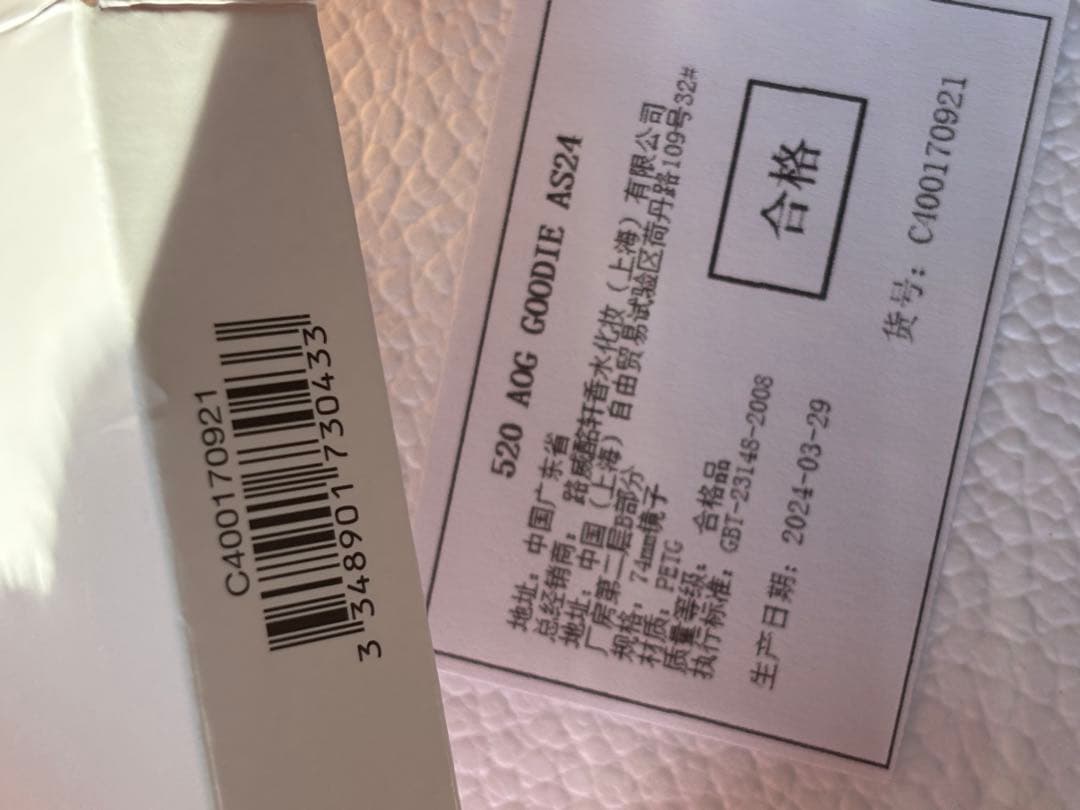 C400170921
3 348901 730433
520 AOG GOODIE AS24
地址：中国广东省
总经销商：路威酩轩香水化妆（上海）有限公司
地址：中国（上海）自由贸易试验区荷丹路109号32#
厂房第二层B部分
规格：74mm镜子
材质：PETG
质量等级：合格品
执行标准：GBT-23148-2008
生产日期：2024-03-29
合格
货号：C400170921